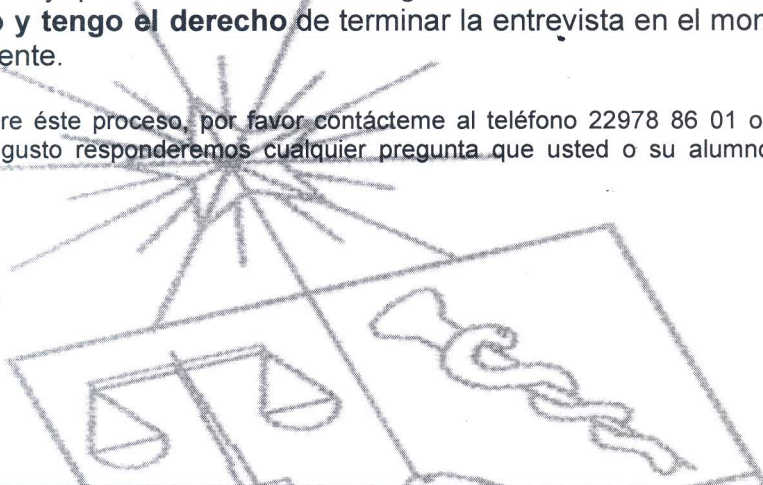 o y tengo el derecho de terminar la entrevista en el mon
ente.
re éste proceso, por favor contácteme al teléfono 22978 86 01 o
gusto responderemos cualquier pregunta que usted o su alumno